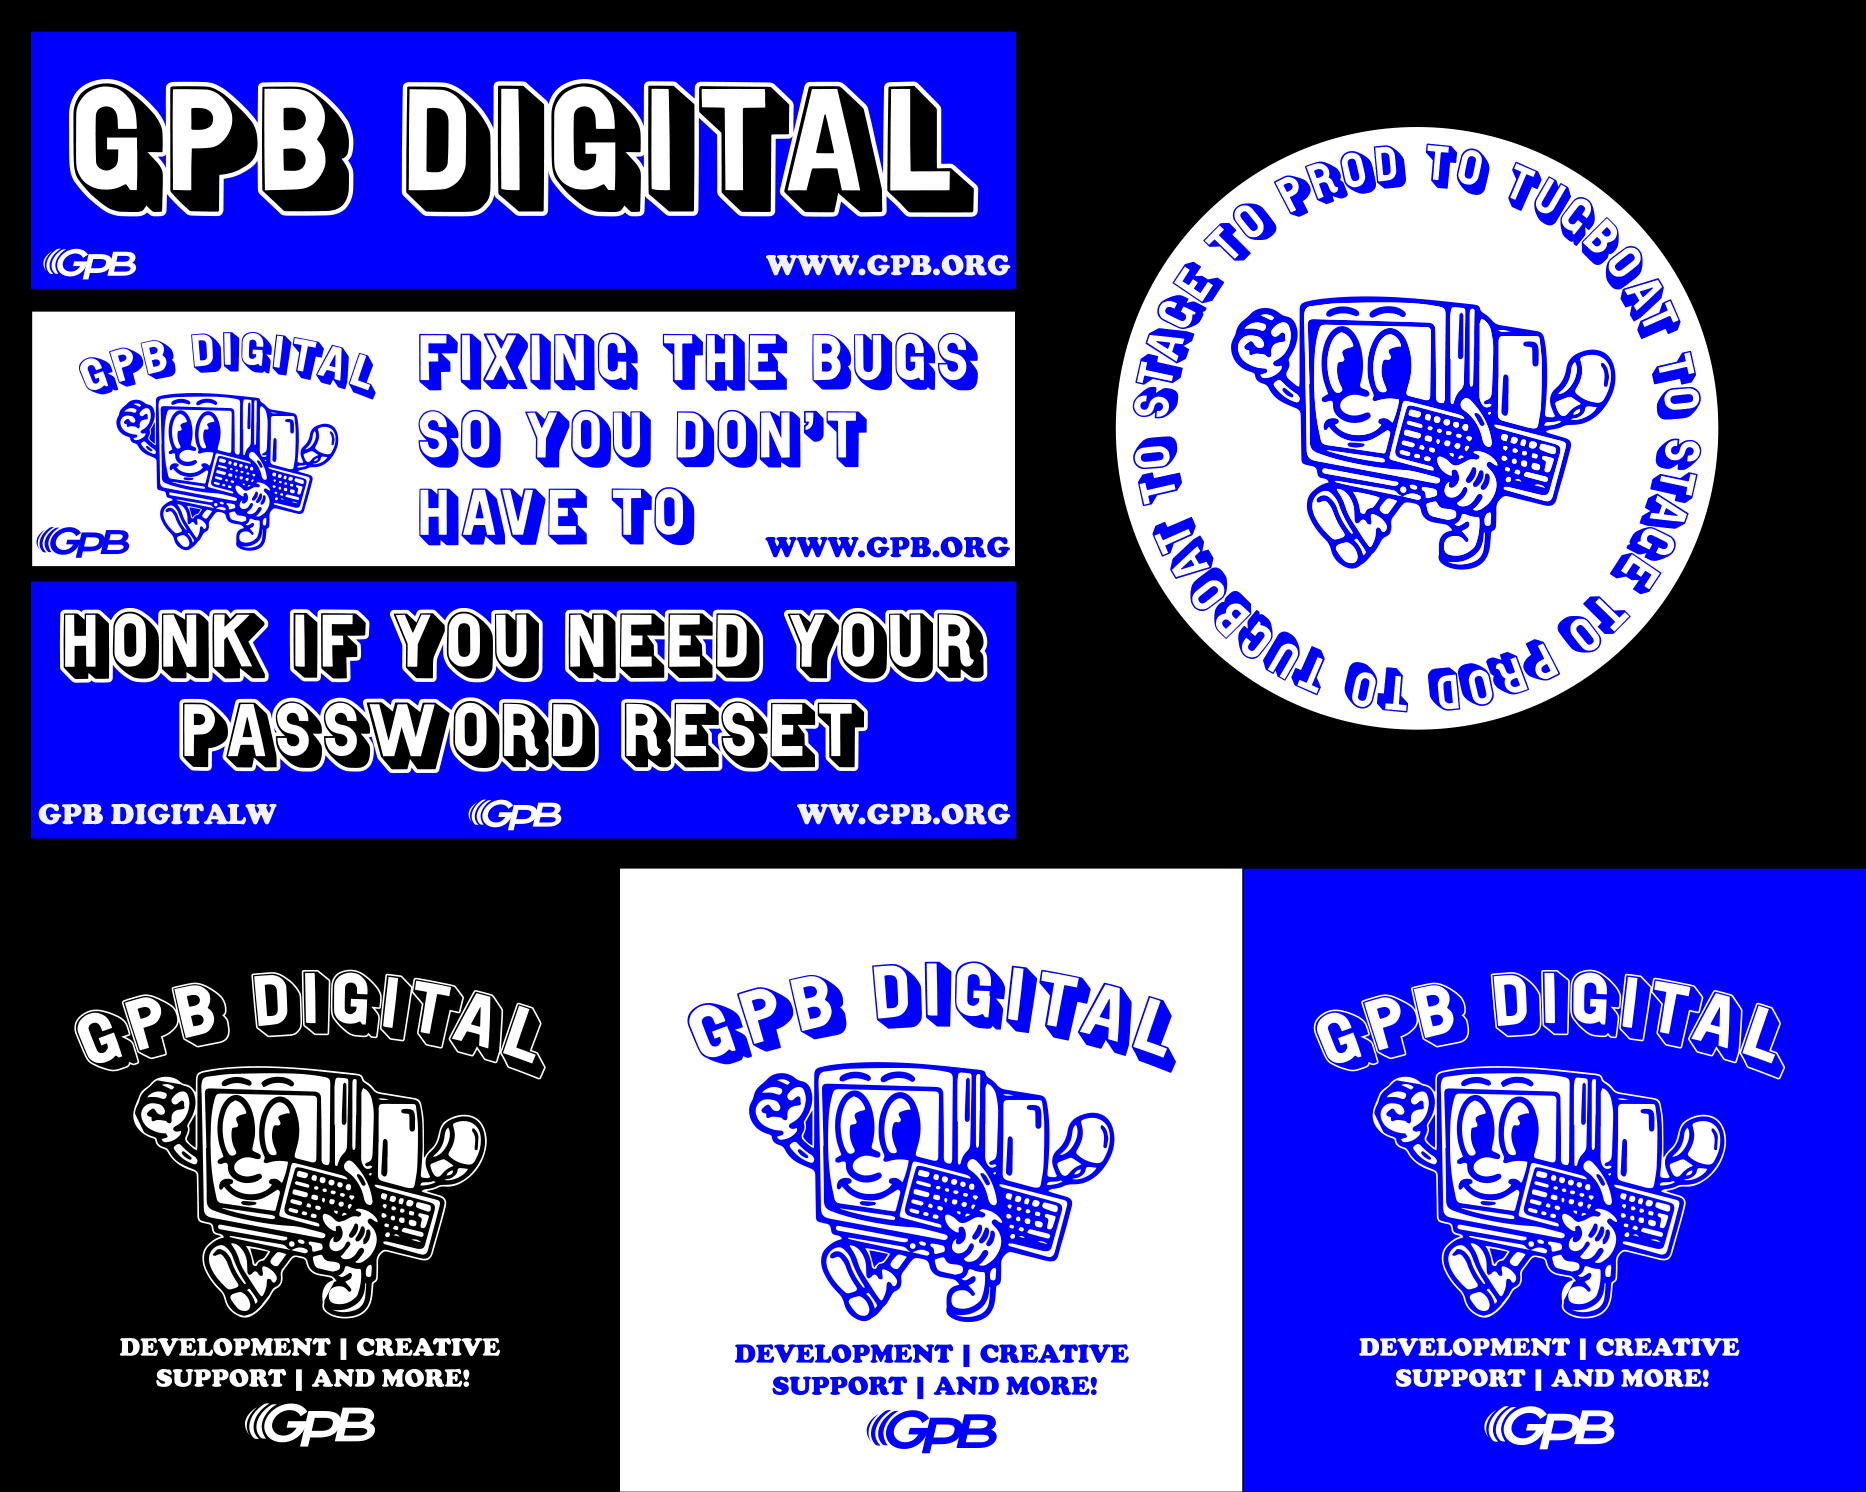 GPB DIGITAL
GPB
WWW.GPB.ORG
GPB DIGITAL
FIXING THE BUGS
SO YOU DON'T
HAVE TO
GPB
WWW.GPB.ORG
HONK IF YOU NEED YOUR
PASSWORD RESET
GPB DIGITALW
GPB
WW.GPB.ORG
STAGE TO PROD TO TUGBOAT TO STAGE TO PROD TO TUGBOAT TO
GPB DIGITAL
DEVELOPMENT | CREATIVE
SUPPORT | AND MORE!
GPB
GPB DIGITAL
DEVELOPMENT | CREATIVE
SUPPORT | AND MORE!
GPB
GPB DIGITAL
DEVELOPMENT | CREATIVE
SUPPORT | AND MORE!
GPB